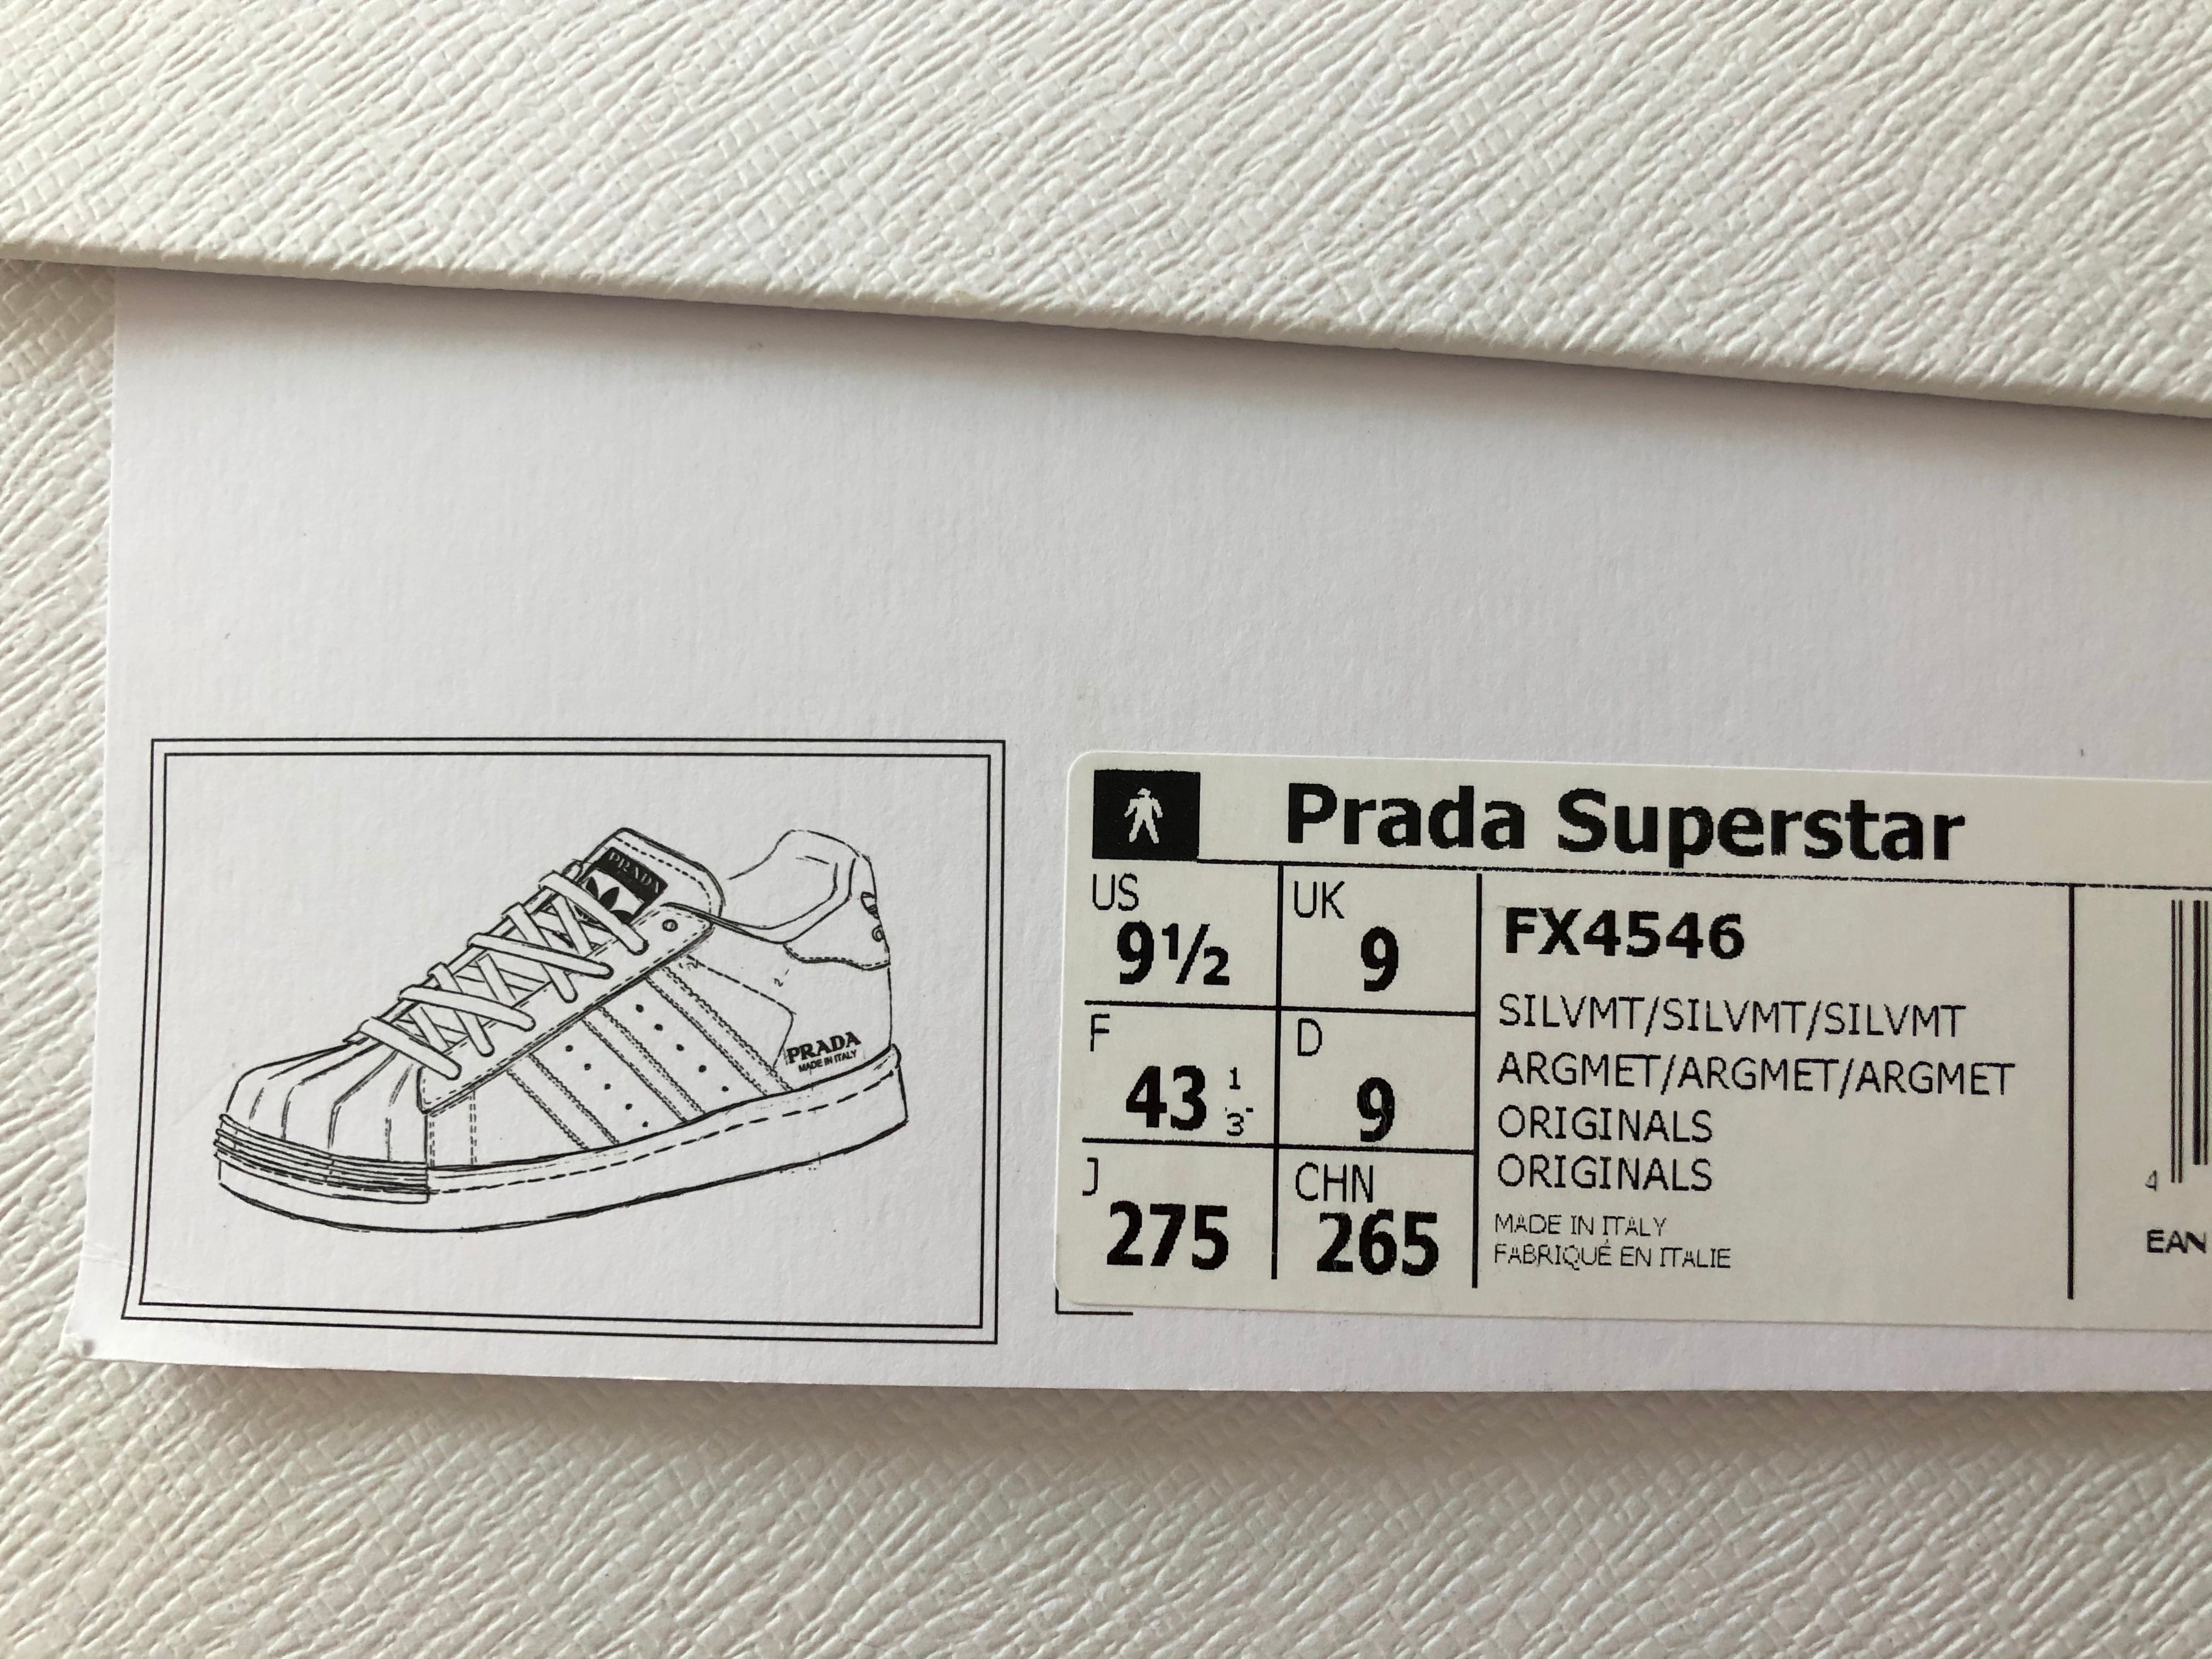 PRADA
PRADA
MADE IN ITALY
Prada Superstar
US
9½
UK
9
F
43 1/3
D
9
J
275
CHN
265
FX4546
SILVMT/SILVMT/SILVMT
ARGMET/ARGMET/ARGMET
ORIGINALS
ORIGINALS
MADE IN ITALY
FABRIQUÉ EN ITALIE
4
EAN